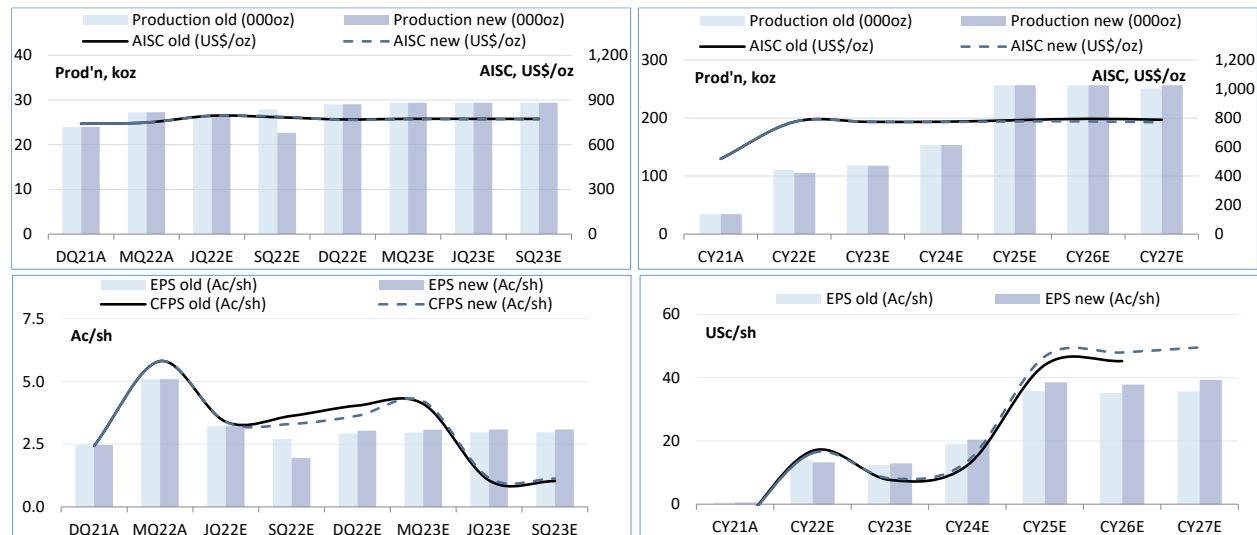 Production old (000oz) Production new (000oz)
AISC old (US$/oz) AISC new (US$/oz)
Prod'n, koz AISC, US$/oz
40 1,200
30 900
20 600
10 300
0 0
DQ21A MQ22A JQ22E SQ22E DQ22E MQ23E JQ23E SQ23E
Production old (000oz) Production new (000oz)
AISC old (US$/oz) AISC new (US$/oz)
Prod'n, koz AISC, US$/oz
300 1,200
1,000
200 800
600
100 400
200
0 0
CY21A CY22E CY23E CY24E CY25E CY26E CY27E
EPS old (Ac/sh) EPS new (Ac/sh)
CFPS old (Ac/sh) CFPS new (Ac/sh)
Ac/sh
7.5
5.0
2.5
0.0
DQ21A MQ22A JQ22E SQ22E DQ22E MQ23E JQ23E SQ23E
EPS old (Ac/sh) EPS new (Ac/sh)
USc/sh
60
40
20
0
CY21A CY22E CY23E CY24E CY25E CY26E CY27E